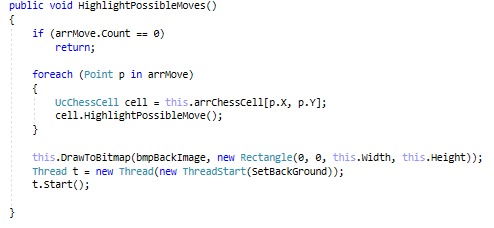 public void HighlightPossibleMoves()
{
if (arrMove.Count == 0)
return;
foreach (Point p in arrMove)
{
UcChessCell cell = this.arrChessCell[p.X, p.Y];
cell.HighlightPossibleMove();
}
this.DrawToBitmap(bmpBackImage, new Rectangle(0, 0, this.Width, this.Height));
Thread t = new Thread(new ThreadStart(SetBackGround));
t.Start();
}